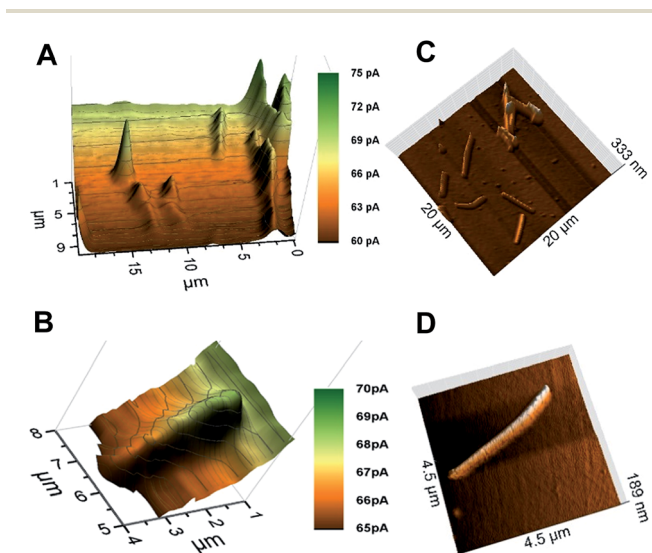 A
75 pA
72 pA
69 pA
66 pA
63 pA
60 pA
1
5
9
μm
15
10
5
0
μm
C
333 nm
20 μm
20 μm
B
70pA
69pA
68pA
67pA
66pA
65pA
8
7
6
5
μm
4
3
2
1
μm
D
4.5 μm
189 nm
4.5 μm